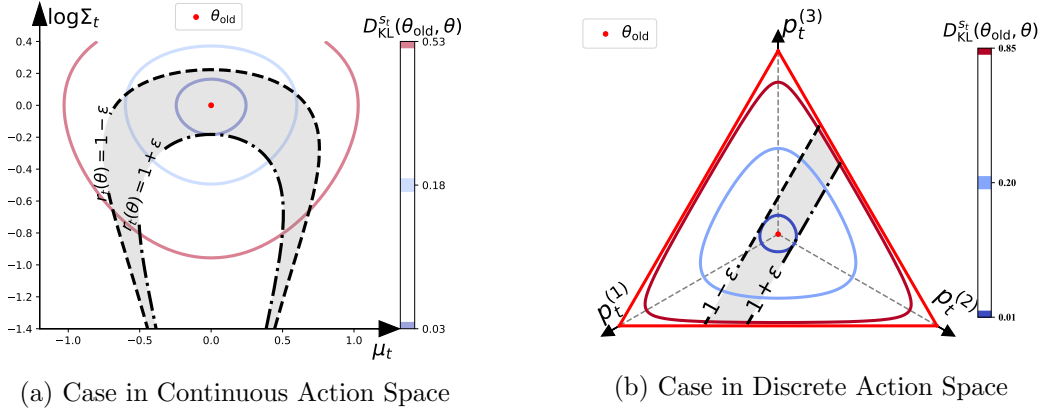 logΣ_t
θ_old
D_KL^{s_t}(θ_old, θ)
0.4
0.2
0.0
−0.2
−0.4
−0.6
−0.8
−1.0
−1.2
−1.4
−1.0
−0.5
0.0
0.5
1.0
μ_t
r_t(θ) = 1 − ε
r_t(θ) = 1 + ε
0.53
0.18
0.03
(a) Case in Continuous Action Space
θ_old
p_t^{(3)}
D_KL^{s_t}(θ_old, θ)
0.85
0.20
0.01
1 − ε
1 + ε
p_t^{(1)}
p_t^{(2)}
(b) Case in Discrete Action Space